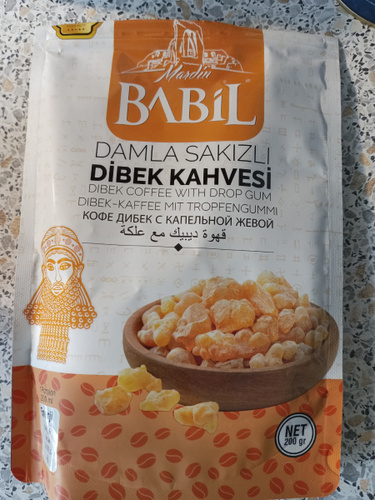 Mardin
BABİL
DAMLA SAKIZLI
DİBEK KAHVESİ
DIBEK COFFEE WITH DROP GUM
DIBEK-KAFFEE MIT TROPFENGUMMI
КОФЕ ДИБЕК С КАПЕЛЬНОЙ ЖЕВОЙ
قهوة ديبيك مع علكة
NET
200 gr